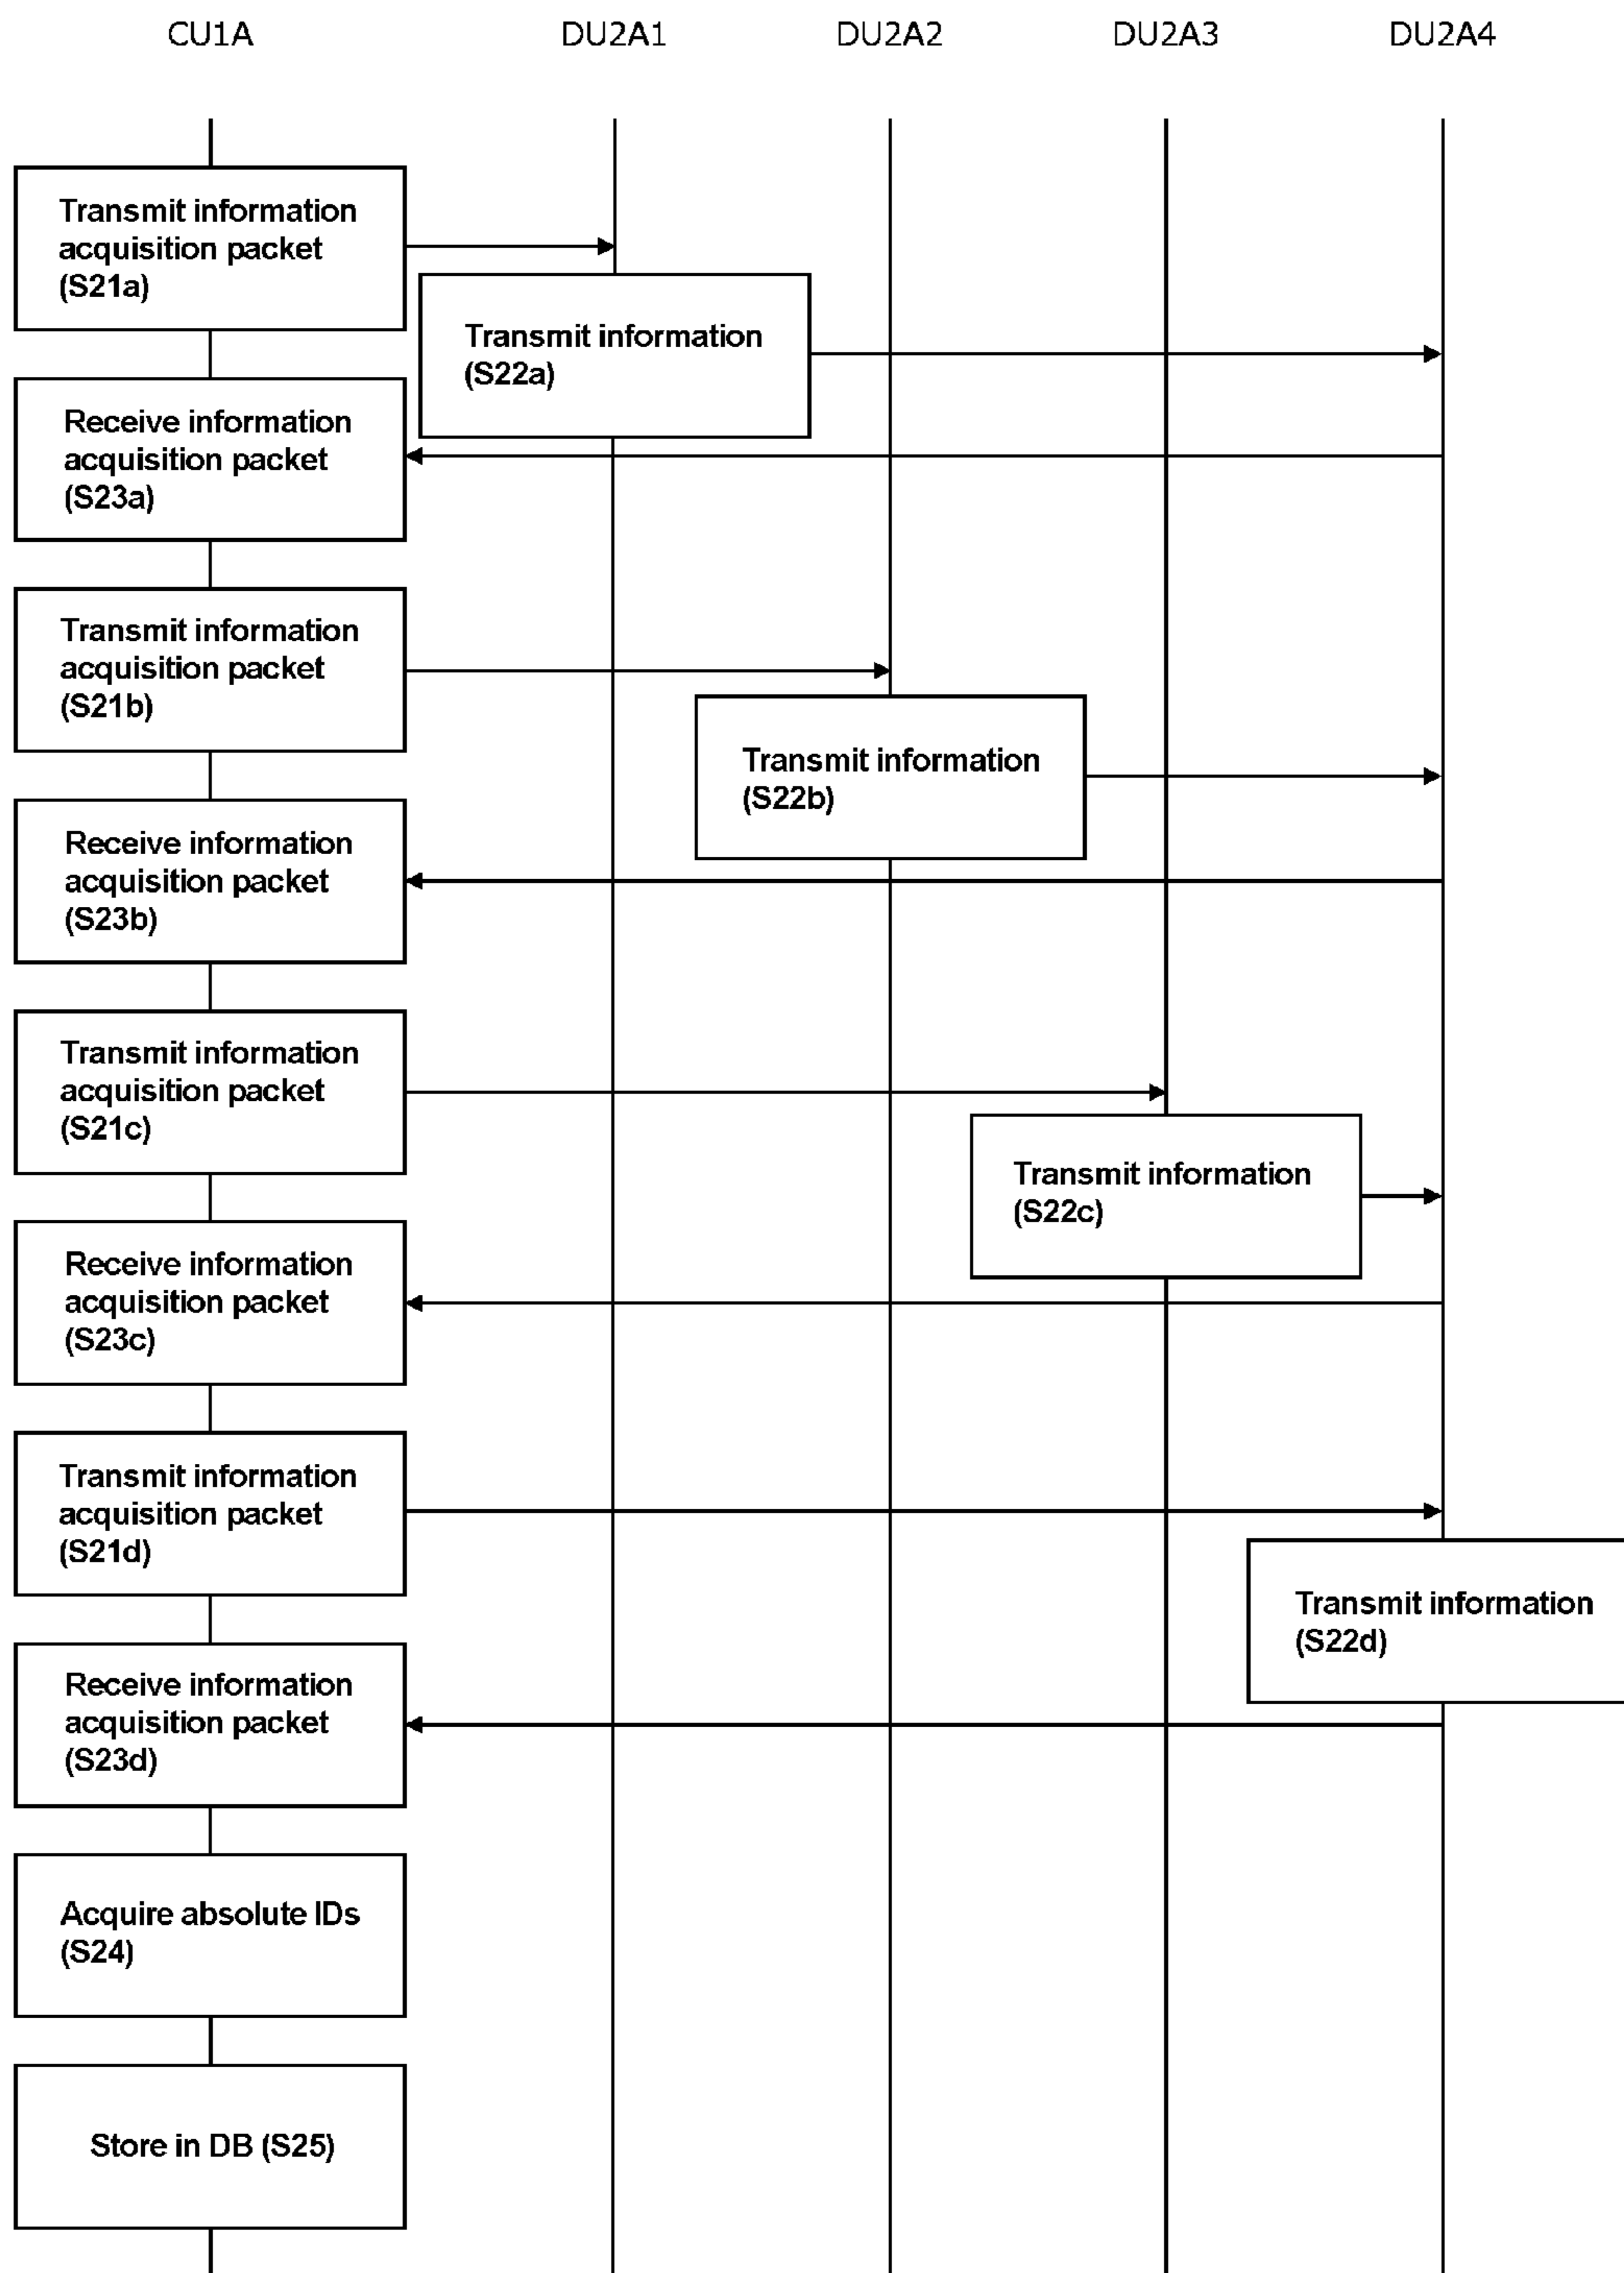 CU1A DU2A1 DU2A2 DU2A3 DU2A4
Transmit information
acquisition packet
(S21a)
Transmit information
(S22a)
Receive information
acquisition packet
(S23a)
Transmit information
acquisition packet
(S21b)
Transmit information
(S22b)
Receive information
acquisition packet
(S23b)
Transmit information
acquisition packet
(S21c)
Transmit information
(S22c)
Receive information
acquisition packet
(S23c)
Transmit information
acquisition packet
(S21d)
Transmit information
(S22d)
Receive information
acquisition packet
(S23d)
Acquire absolute IDs
(S24)
Store in DB (S25)